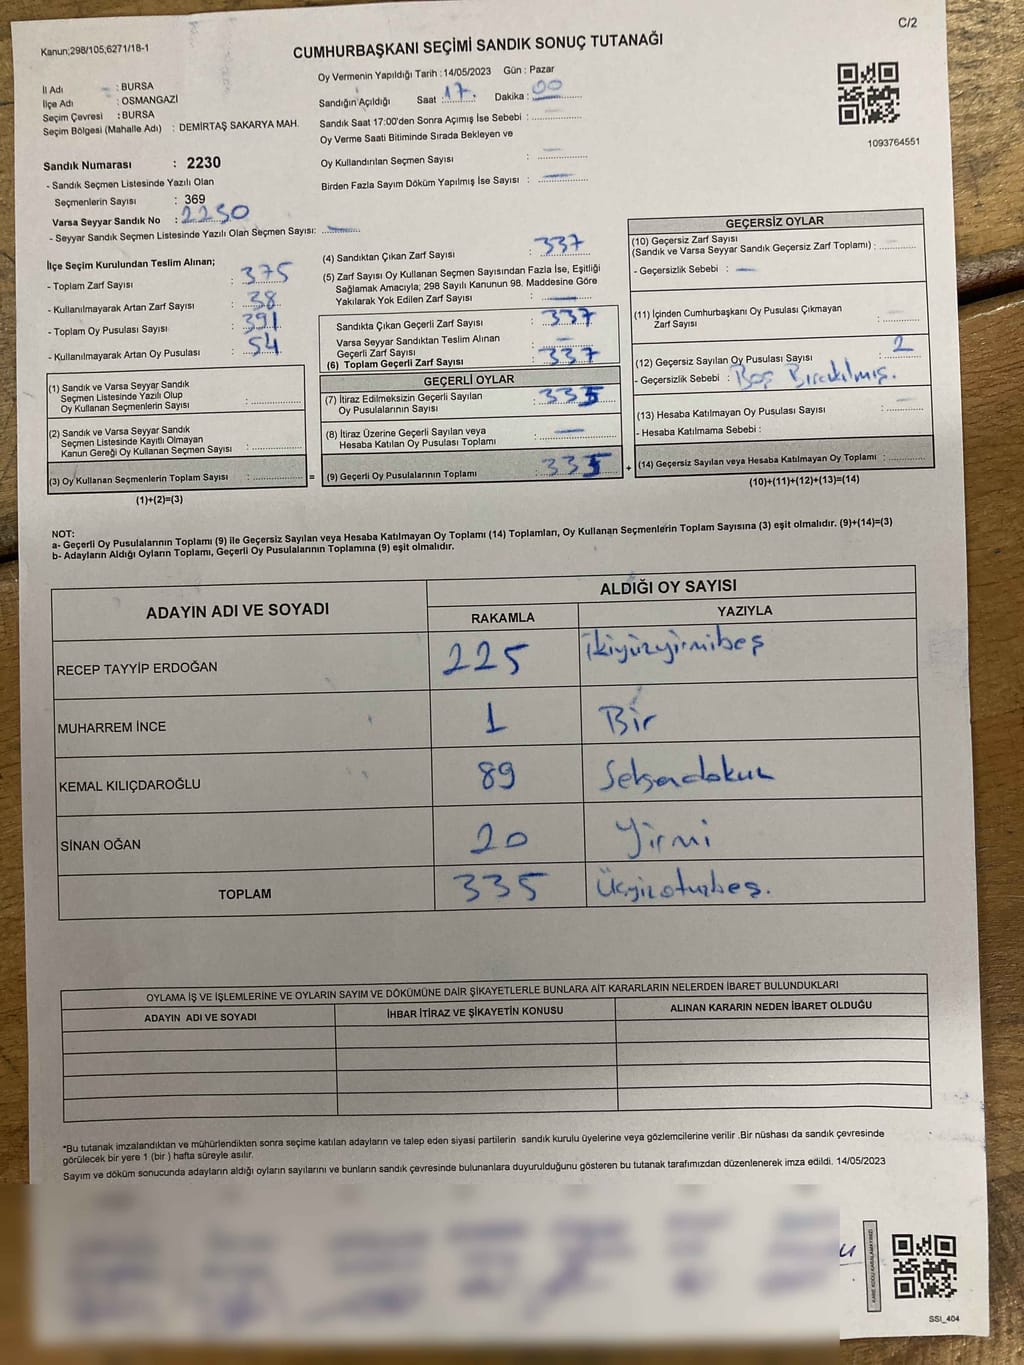 C/2
Kanun;298/105;6271/18-1
CUMHURBAŞKANI SEÇİMİ SANDIK SONUÇ TUTANAĞI
İl Adı : BURSA
İlçe Adı : OSMANGAZİ
Seçim Çevresi : BURSA
Seçim Bölgesi (Mahalle Adı) : DEMİRTAŞ SAKARYA MAH.
Sandık Numarası : 2230
- Sandık Seçmen Listesinde Yazılı Olan
Seçmenlerin Sayısı : 369
Varsa Seyyar Sandık No : 2230
- Seyyar Sandık Seçmen Listesinde Yazılı Olan Seçmen Sayısı: —
Oy Vermenin Yapıldığı Tarih :14/05/2023 Gün : Pazar
Sandığın Açıldığı Saat 17. Dakika : 00
Sandık Saat 17:00'den Sonra Açımış İse Sebebi : —
Oy Verme Saati Bitiminde Sırada Bekleyen ve
Oy Kullandırılan Seçmen Sayısı : —
Birden Fazla Sayım Döküm Yapılmış İse Sayısı : —
1093764551
İlçe Seçim Kurulundan Teslim Alınan;
- Toplam Zarf Sayısı : 375
- Kullanılmayarak Artan Zarf Sayısı : 38
- Toplam Oy Pusulası Sayısı : 391
- Kullanılmayarak Artan Oy Pusulası : 54
(1) Sandık ve Varsa Seyyar Sandık
Seçmen Listesinde Yazılı Olup
Oy Kullanan Seçmenlerin Sayısı :
(2) Sandık ve Varsa Seyyar Sandık
Seçmen Listesinde Kayıtlı Olmayan
Kanun Gereği Oy Kullanan Seçmen Sayısı :
(3) Oy Kullanan Seçmenlerin Toplam Sayısı : =
(1)+(2)=(3)
(4) Sandıktan Çıkan Zarf Sayısı : 337
(5) Zarf Sayısı Oy Kullanan Seçmen Sayısından Fazla İse, Eşitliği
Sağlamak Amacıyla; 298 Sayılı Kanunun 98. Maddesine Göre
Yakılarak Yok Edilen Zarf Sayısı : —
Sandıkta Çıkan Geçerli Zarf Sayısı : 337
Varsa Seyyar Sandıktan Teslim Alınan
Geçerli Zarf Sayısı : —
(6) Toplam Geçerli Zarf Sayısı : 337
GEÇERLİ OYLAR
(7) İtiraz Edilmeksizin Geçerli Sayılan
Oy Pusulalarının Sayısı : 335
(8) İtiraz Üzerine Geçerli Sayılan veya
Hesaba Katılan Oy Pusulası Toplamı : —
(9) Geçerli Oy Pusulalarının Toplamı : 335 +
GEÇERSİZ OYLAR
(10) Geçersiz Zarf Sayısı
(Sandık ve Varsa Seyyar Sandık Geçersiz Zarf Toplamı) : —
- Geçersizlik Sebebi : —
(11) İçinden Cumhurbaşkanı Oy Pusulası Çıkmayan
Zarf Sayısı : —
(12) Geçersiz Sayılan Oy Pusulası Sayısı : 2
- Geçersizlik Sebebi : Boş Bırakılmış.
(13) Hesaba Katılmayan Oy Pusulası Sayısı : —
- Hesaba Katılmama Sebebi :
(14) Geçersiz Sayılan veya Hesaba Katılmayan Oy Toplamı :
(10)+(11)+(12)+(13)=(14)
NOT:
a- Geçerli Oy Pusulalarının Toplamı (9) ile Geçersiz Sayılan veya Hesaba Katılmayan Oy Toplamı (14) Toplamları, Oy Kullanan Seçmenlerin Toplam Sayısına (3) eşit olmalıdır. (9)+(14)=(3)
b- Adayların Aldığı Oyların Toplamı, Geçerli Oy Pusulalarının Toplamına (9) eşit olmalıdır.
ADAYIN ADI VE SOYADI ALDIĞI OY SAYISI
RAKAMLA YAZIYLA
RECEP TAYYİP ERDOĞAN 225 ikiyüzyirmibeş
MUHARREM İNCE 1 Bir
KEMAL KILIÇDAROĞLU 89 Seksendokuz
SİNAN OĞAN 20 Yirmi
TOPLAM 335 Üçyüzotuzbeş.
OYLAMA İŞ VE İŞLEMLERİNE VE OYLARIN SAYIM VE DÖKÜMÜNE DAİR ŞİKAYETLERLE BUNLARA AİT KARARLARIN NELERDEN İBARET BULUNDUKLARI
ADAYIN ADI VE SOYADI İHBAR İTİRAZ VE ŞİKAYETİN KONUSU ALINAN KARARIN NEDEN İBARET OLDUĞU
*Bu tutanak imzalandıktan ve mühürlendikten sonra seçime katılan adayların ve talep eden siyasi partilerin sandık kurulu üyelerine veya gözlemcilerine verilir .Bir nüshası da sandık çevresinde
görülecek bir yere 1 (bir ) hafta süreyle asılır.
Sayım ve döküm sonucunda adayların aldığı oyların sayılarını ve bunların sandık çevresinde bulunanlara duyurulduğunu gösteren bu tutanak tarafımızdan düzenlenerek imza edildi. 14/05/2023
KARE KODU KARALAMAYINIZ!
SSI_404